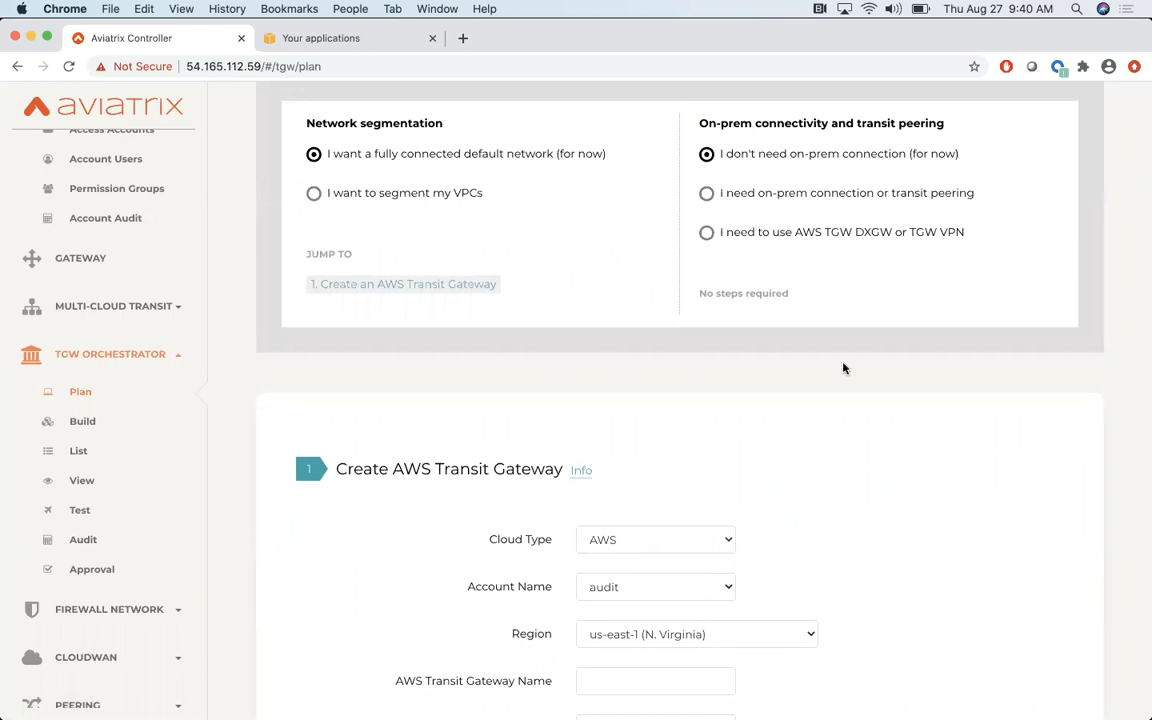 Chrome File Edit View History Bookmarks People Tab Window Help Thu Aug 27 9:40 AM
Aviatrix Controller Your applications
Not Secure 54.165.112.59/#/tgw/plan
aviatrix
Access Accounts
Account Users
Permission Groups
Account Audit
GATEWAY
MULTI-CLOUD TRANSIT
TGW ORCHESTRATOR
Plan
Build
List
View
Test
Audit
Approval
FIREWALL NETWORK
CLOUDWAN
PEERING
Network segmentation
I want a fully connected default network (for now)
I want to segment my VPCs
JUMP TO
1. Create an AWS Transit Gateway
On-prem connectivity and transit peering
I don't need on-prem connection (for now)
I need on-prem connection or transit peering
I need to use AWS TGW DXGW or TGW VPN
No steps required
1 Create AWS Transit Gateway Info
Cloud Type AWS
Account Name audit
Region us-east-1 (N. Virginia)
AWS Transit Gateway Name